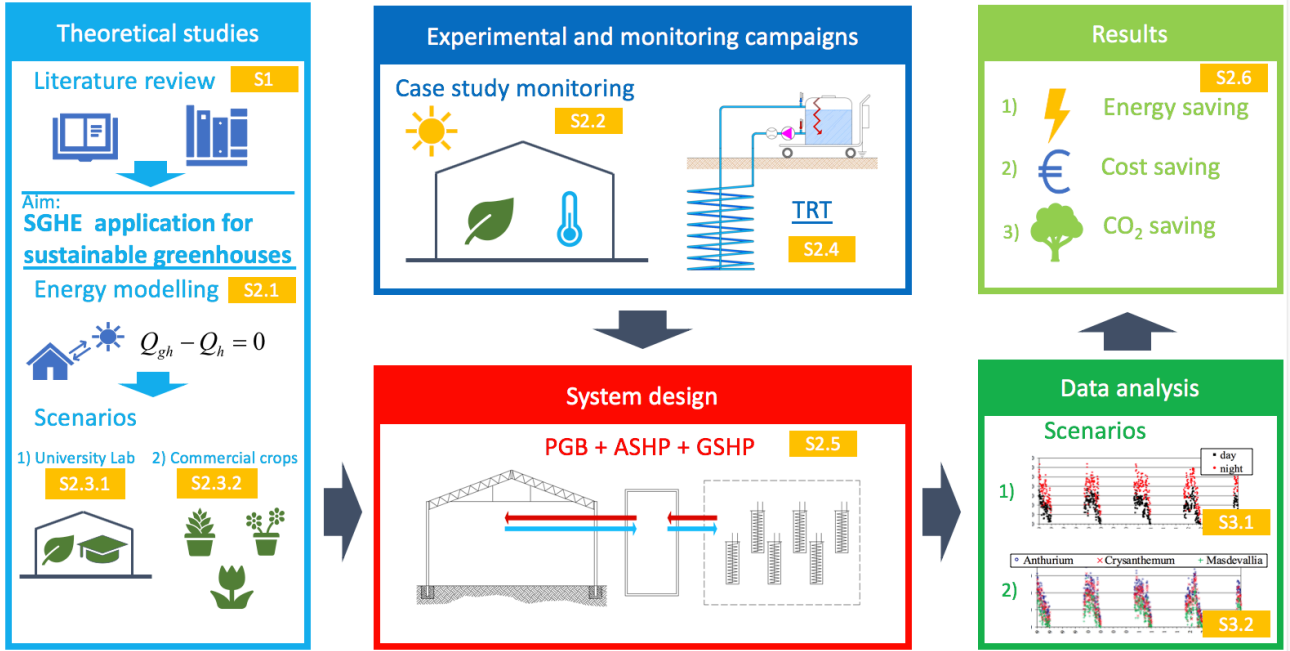 Theoretical studies
Literature review
S1
Aim:
SGHE application for
sustainable greenhouses
Energy modelling
S2.1
Q_gh − Q_h = 0
Scenarios
1) University Lab
2) Commercial crops
S2.3.1
S2.3.2
Experimental and monitoring campaigns
Case study monitoring
S2.2
TRT
S2.4
System design
PGB + ASHP + GSHP
S2.5
Results
S2.6
1) Energy saving
2) Cost saving
€
3) CO₂ saving
Data analysis
Scenarios
day
night
1)
S3.1
Anthurium
Crysanthemum
Masdevallia
2)
S3.2